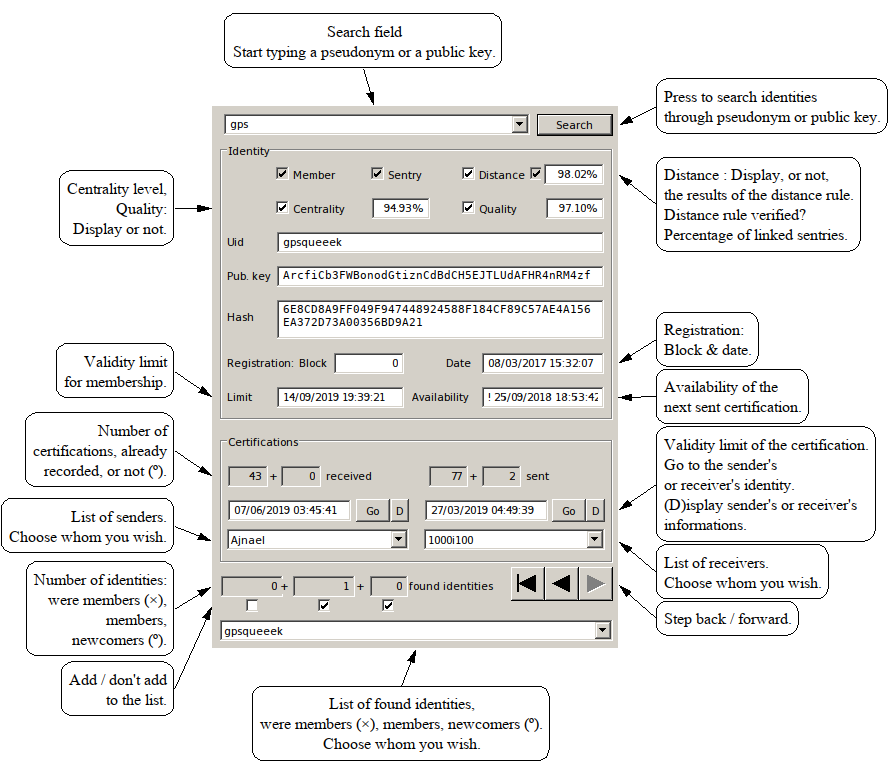 Search field
Start typing a pseudonym or a public key.
Press to search identities
through pseudonym or public key.
gps
Search
Identity
Member
Sentry
Distance
98.02%
Centrality
94.93%
Quality
97.10%
Centrality level,
Quality:
Display or not.
Distance : Display, or not,
the results of the distance rule.
Distance rule verified?
Percentage of linked sentries.
Uid
gpsqueeek
Pub. key
ArcfiCb3FWBonodGtiznCdBdCH5EJTLUdAFHR4nRM4zf
Hash
6E8CD8A9FF049F947448924588F184CF89C57AE4A156
EA372D73A00356BD9A21
Registration: Block
0
Date
08/03/2017 15:32:07
Registration:
Block & date.
Validity limit
for membership.
Limit
14/09/2019 19:39:21
Availability
! 25/09/2018 18:53:42
Availability of the
next sent certification.
Number of
certifications, already
recorded, or not (º).
Certifications
43 + 0 received
77 + 2 sent
07/06/2019 03:45:41
Go
D
27/03/2019 04:49:39
Go
D
Validity limit of the certification.
Go to the sender's
or receiver's identity.
(D)isplay sender's or receiver's
informations.
List of senders.
Choose whom you wish.
Ajnael
1000i100
List of receivers.
Choose whom you wish.
Number of identities:
were members (×),
members,
newcomers (º).
0 + 1 + 0 found identities
Step back / forward.
Add / don't add
to the list.
gpsqueeek
List of found identities,
were members (×), members, newcomers (º).
Choose whom you wish.